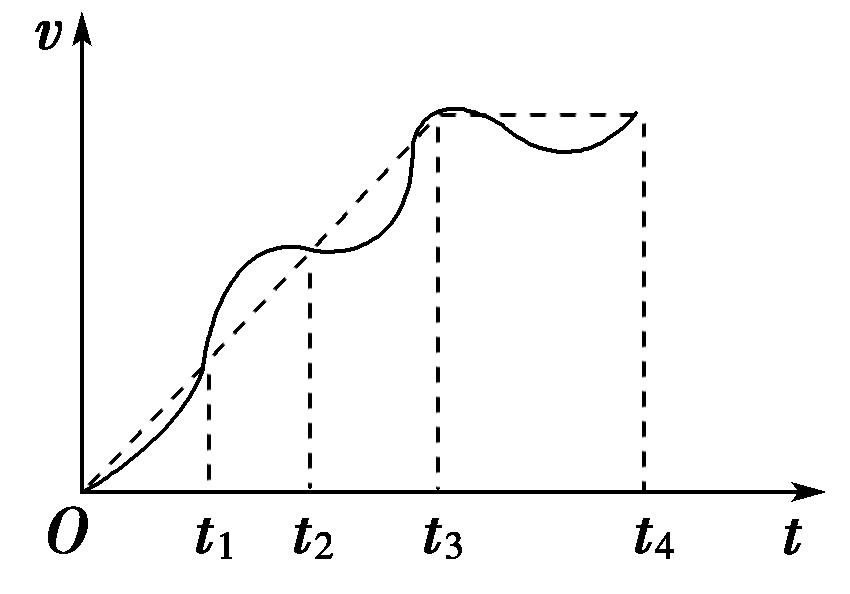 v
O t₁ t₂ t₃ t₄ t